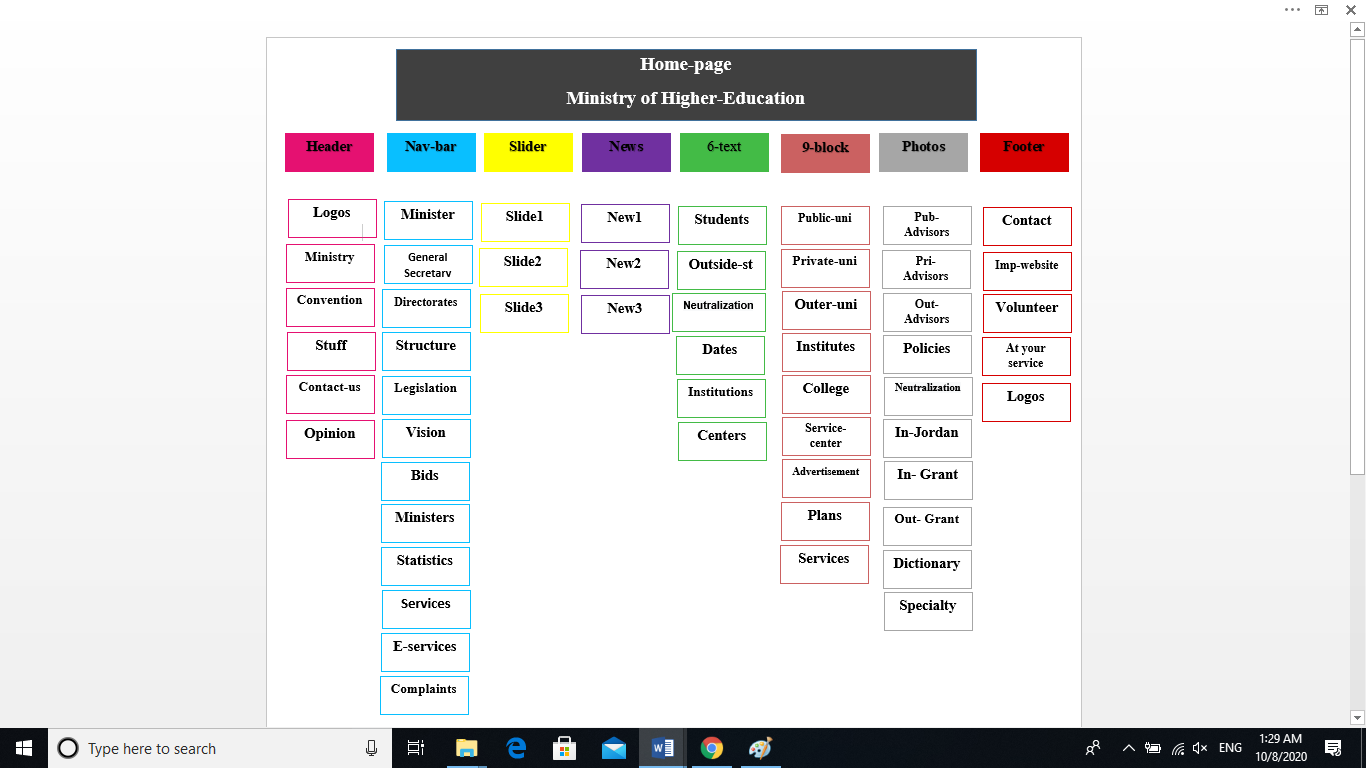 Home-page
Ministry of Higher-Education
Header
Nav-bar
Slider
News
6-text
9-block
Photos
Footer
Logos
Ministry
Convention
Stuff
Contact-us
Opinion
Minister
General
Secretary
Directorates
Structure
Legislation
Vision
Bids
Ministers
Statistics
Services
E-services
Complaints
Slide1
Slide2
Slide3
New1
New2
New3
Students
Outside-st
Neutralization
Dates
Institutions
Centers
Public-uni
Private-uni
Outer-uni
Institutes
College
Service-
center
Advertisement
Plans
Services
Pub-
Advisors
Pri-
Advisors
Out-
Advisors
Policies
Neutralization
In-Jordan
In- Grant
Out- Grant
Dictionary
Specialty
Contact
Imp-website
Volunteer
At your
service
Logos
Type here to search
ENG
1:29 AM
10/8/2020